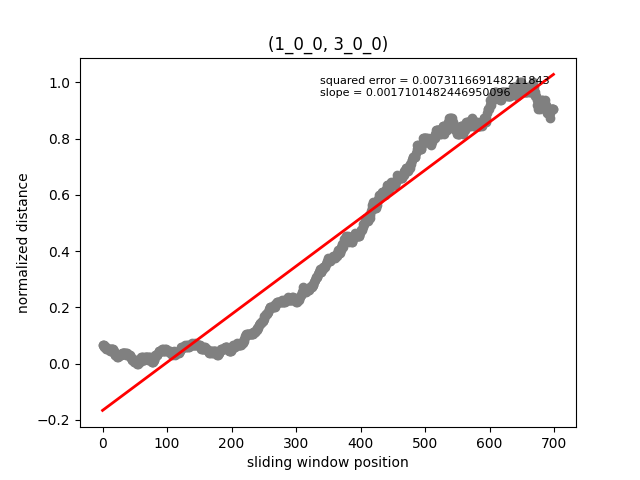 (1_0_0, 3_0_0)
squared error = 0.007311669148211843
slope = 0.0017101482446950096
normalized distance
1.0
0.8
0.6
0.4
0.2
0.0
−0.2
0 100 200 300 400 500 600 700
sliding window position